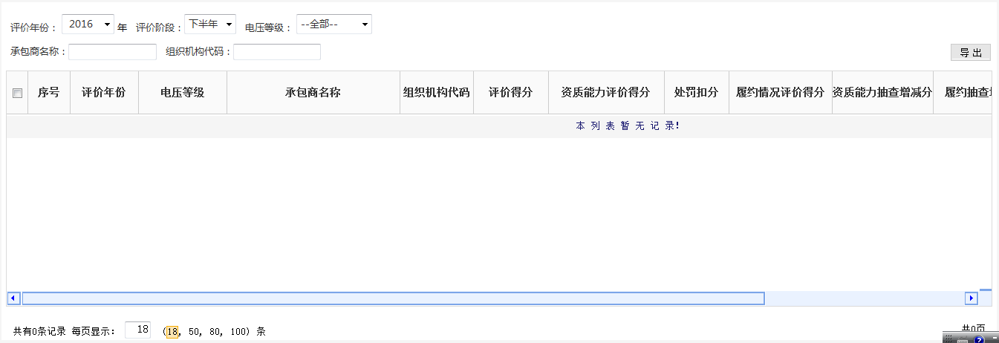 评价年份： 2016 年 评价阶段：下半年 电压等级： --全部--
承包商名称： 组织机构代码： 导 出
序号 评价年份 电压等级 承包商名称 组织机构代码 评价得分 资质能力评价得分 处罚扣分 履约情况评价得分 资质能力抽查增减分 履约抽查
本 列 表 暂 无 记 录!
共有0条记录 每页显示： 18 (18, 50, 80, 100) 条 共0页